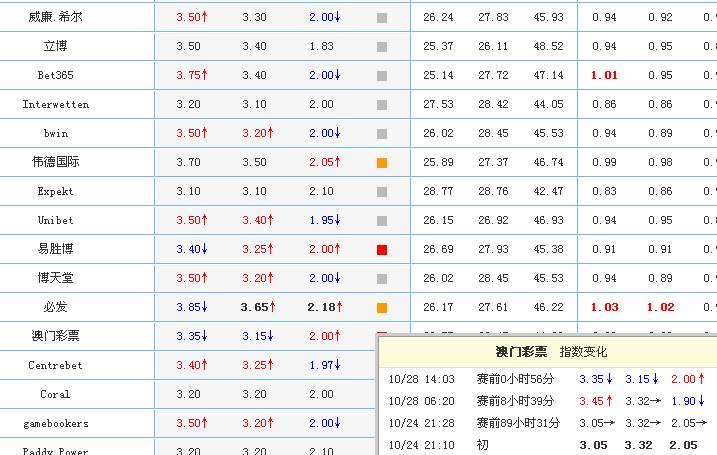 威廉.希尔 3.50↑ 3.30 2.00↓ 26.24 27.83 45.93 0.94 0.92 0.
立博 3.50 3.40 1.83 25.37 26.11 48.52 0.94 0.95 0.
Bet365 3.75↑ 3.40 2.00↓ 25.14 27.72 47.14 1.01 0.95 0.
Interwetten 3.20 3.10 2.00 27.53 28.42 44.05 0.86 0.86 0.
bwin 3.50↑ 3.20↑ 2.00↓ 26.02 28.45 45.53 0.94 0.89 0.
伟德国际 3.70 3.50 2.05↑ 25.89 27.37 46.74 0.99 0.98 0.
Expekt 3.10 3.10 2.10 28.77 28.76 42.47 0.83 0.86 0.
Unibet 3.50↑ 3.40↑ 1.95↓ 26.15 26.92 46.93 0.94 0.95 0.
易胜博 3.40↓ 3.25↑ 2.00↑ 26.69 27.93 45.38 0.91 0.91 0.
博天堂 3.50↑ 3.20↑ 2.00↓ 26.02 28.45 45.53 0.94 0.89 0.
必发 3.85↓ 3.65↑ 2.18↑ 26.17 27.61 46.22 1.03 1.02 0.
澳门彩票 3.35↓ 3.15↓ 2.00↑
Centrebet 3.40↑ 3.25↑ 1.97↓
Coral 3.20 3.20 2.00
gamebookers 3.50↑ 3.20↑ 2.00↓
Paddy Power 3.20 3.20 2.10
澳门彩票 指数变化
10/28 14:03 赛前0小时56分 3.35↓ 3.15↓ 2.00↑
10/28 06:20 赛前8小时39分 3.45↑ 3.32→ 1.90↓
10/24 21:28 赛前89小时31分 3.05→ 3.32→ 2.05→
10/24 21:10 初 3.05 3.32 2.05